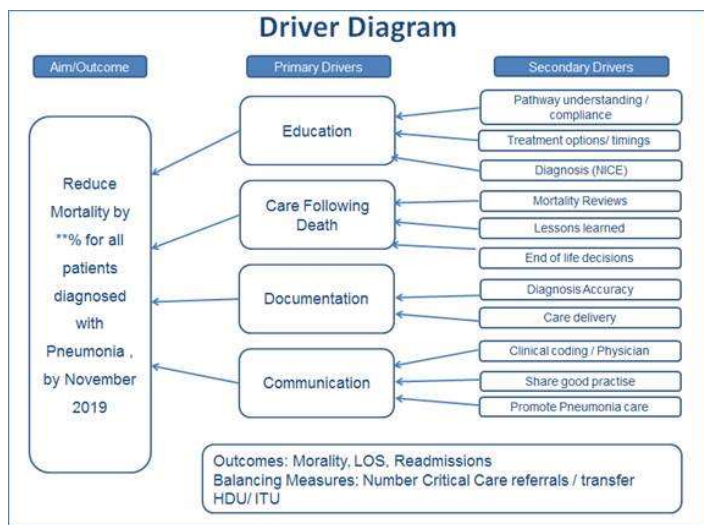 Driver Diagram
Aim/Outcome
Primary Drivers
Secondary Drivers
Reduce
Mortality by
**% for all
patients
diagnosed
with
Pneumonia ,
by November
2019
Education
Care Following
Death
Documentation
Communication
Pathway understanding /
compliance
Treatment options/ timings
Diagnosis (NICE)
Mortality Reviews
Lessons learned
End of life decisions
Diagnosis Accuracy
Care delivery
Clinical coding / Physician
Share good practise
Promote Pneumonia care
Outcomes: Morality, LOS, Readmissions
Balancing Measures: Number Critical Care referrals / transfer
HDU/ ITU